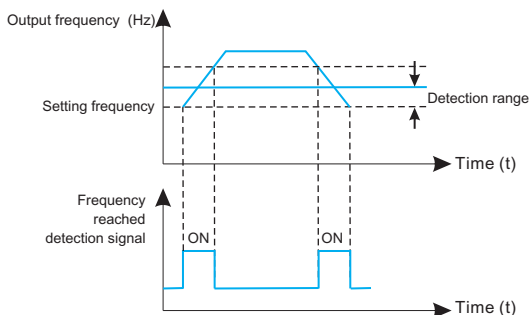 Output frequency (Hz)
Setting frequency
Detection range
Time (t)
Frequency
reached
detection signal
ON
ON
Time (t)